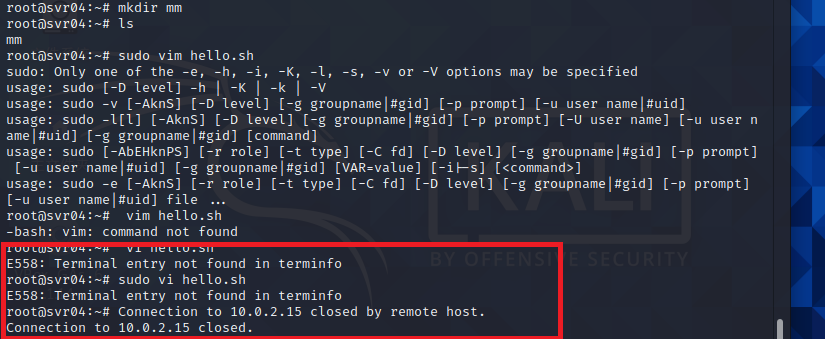 root@svr04:~# mkdir mm
root@svr04:~# ls
mm
root@svr04:~# sudo vim hello.sh
sudo: Only one of the -e, -h, -i, -K, -l, -s, -v or -V options may be specified
usage: sudo [-D level] -h | -K | -k | -V
usage: sudo -v [-AknS] [-D level] [-g groupname|#gid] [-p prompt] [-u user name|#uid]
usage: sudo -l[l] [-AknS] [-D level] [-g groupname|#gid] [-p prompt] [-U user name] [-u user n
ame|#uid] [-g groupname|#gid] [command]
usage: sudo [-AbEHknPS] [-r role] [-t type] [-C fd] [-D level] [-g groupname|#gid] [-p prompt]
[-u user name|#uid] [-g groupname|#gid] [VAR=value] [-i|-s] [<command>]
usage: sudo -e [-AknS] [-r role] [-t type] [-C fd] [-D level] [-g groupname|#gid] [-p prompt]
[-u user name|#uid] file ...
root@svr04:~#  vim hello.sh
-bash: vim: command not found
root@svr04:~#  vi hello.sh
E558: Terminal entry not found in terminfo
root@svr04:~# sudo vi hello.sh
E558: Terminal entry not found in terminfo
root@svr04:~# Connection to 10.0.2.15 closed by remote host.
Connection to 10.0.2.15 closed.
KALI
BY OFFENSIVE SECURITY